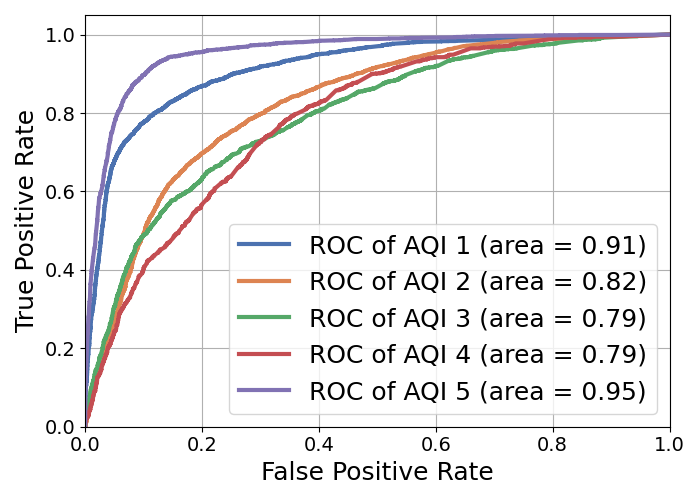 1.0
0.8
0.6
0.4
0.2
0.0
True Positive Rate
ROC of AQI 1 (area = 0.91)
ROC of AQI 2 (area = 0.82)
ROC of AQI 3 (area = 0.79)
ROC of AQI 4 (area = 0.79)
ROC of AQI 5 (area = 0.95)
0.0 0.2 0.4 0.6 0.8 1.0
False Positive Rate